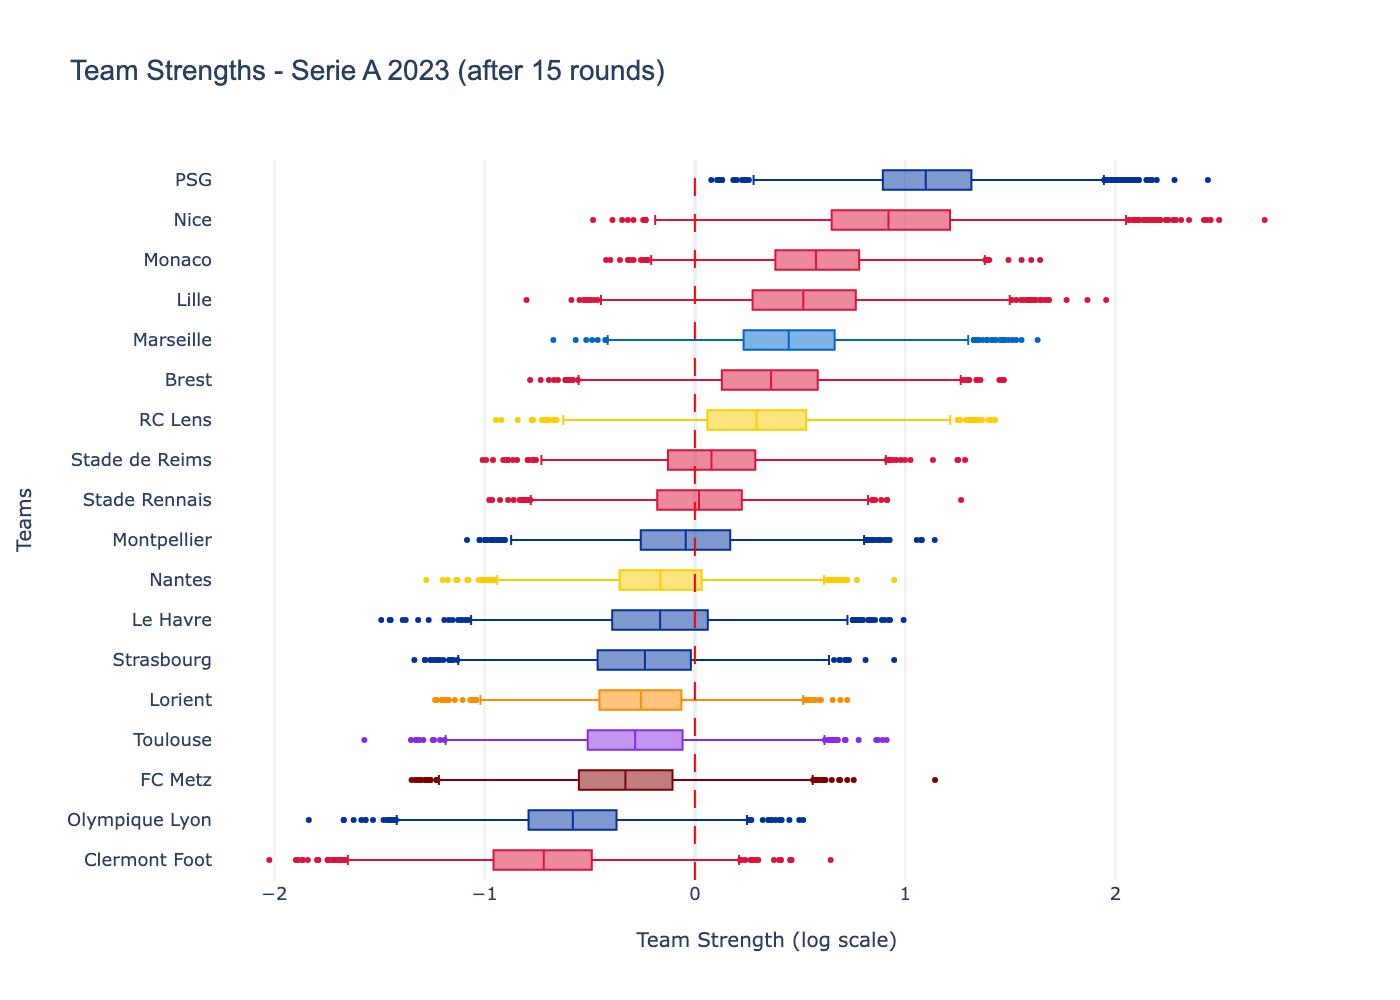 Team Strengths - Serie A 2023 (after 15 rounds)
PSG
Nice
Monaco
Lille
Marseille
Brest
RC Lens
Stade de Reims
Stade Rennais
Montpellier
Nantes
Le Havre
Strasbourg
Lorient
Toulouse
FC Metz
Olympique Lyon
Clermont Foot
Teams
−2 −1 0 1 2
Team Strength (log scale)